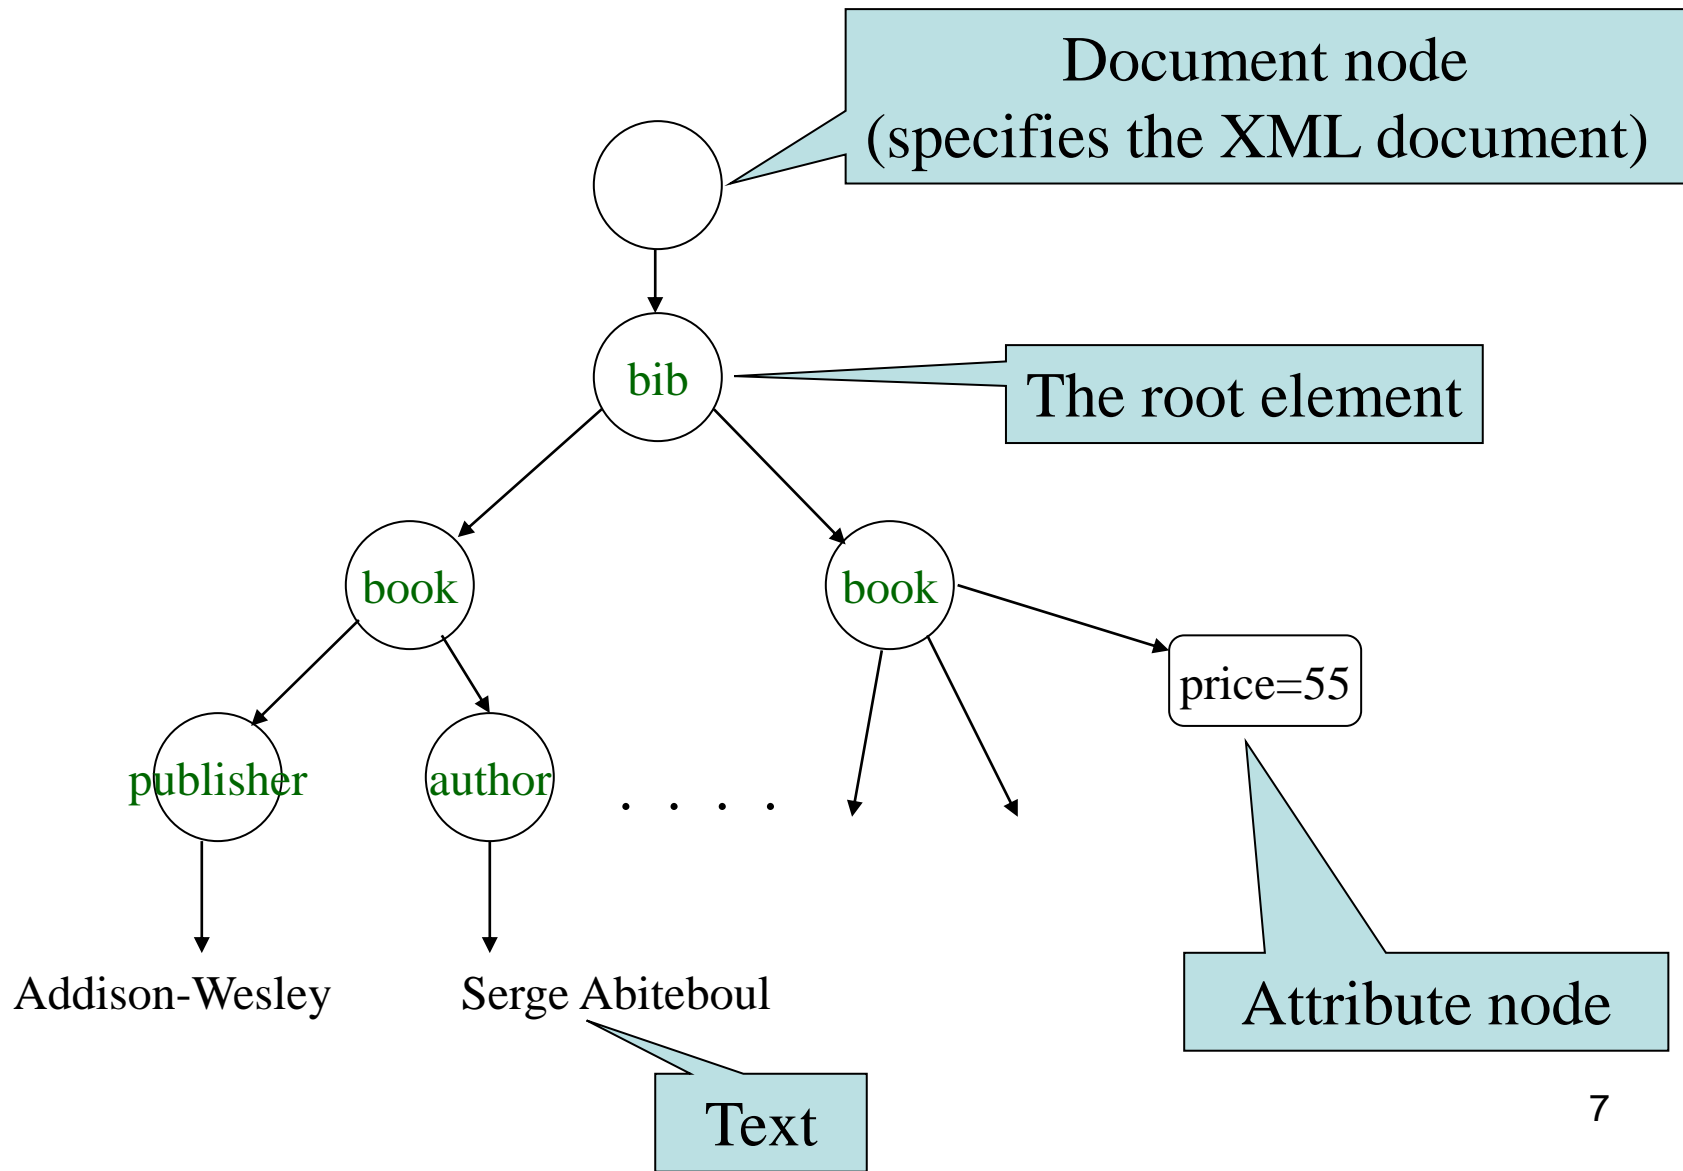 Document node
(specifies the XML document)
bib
The root element
book
book
price=55
publisher
author
. . . .
Addison-Wesley
Serge Abiteboul
Attribute node
Text
7